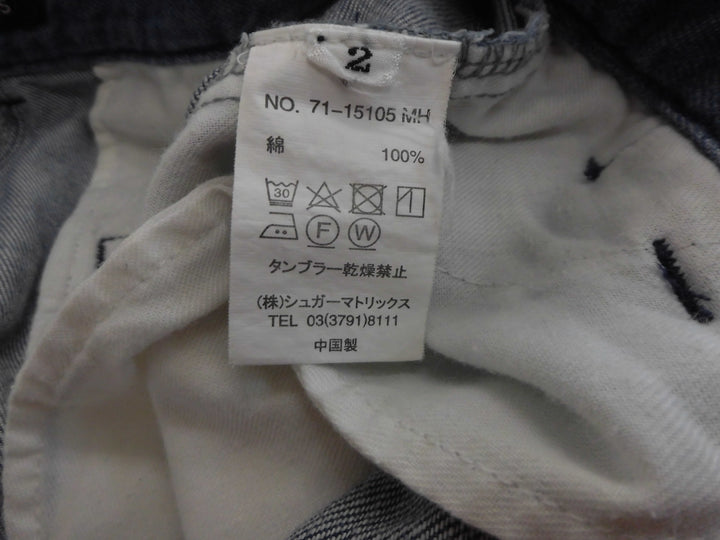 2
NO. 71-15105 MH
綿 100%
30
F W
タンブラー乾燥禁止
(株)シュガーマトリックス
TEL 03(3791)8111
中国製